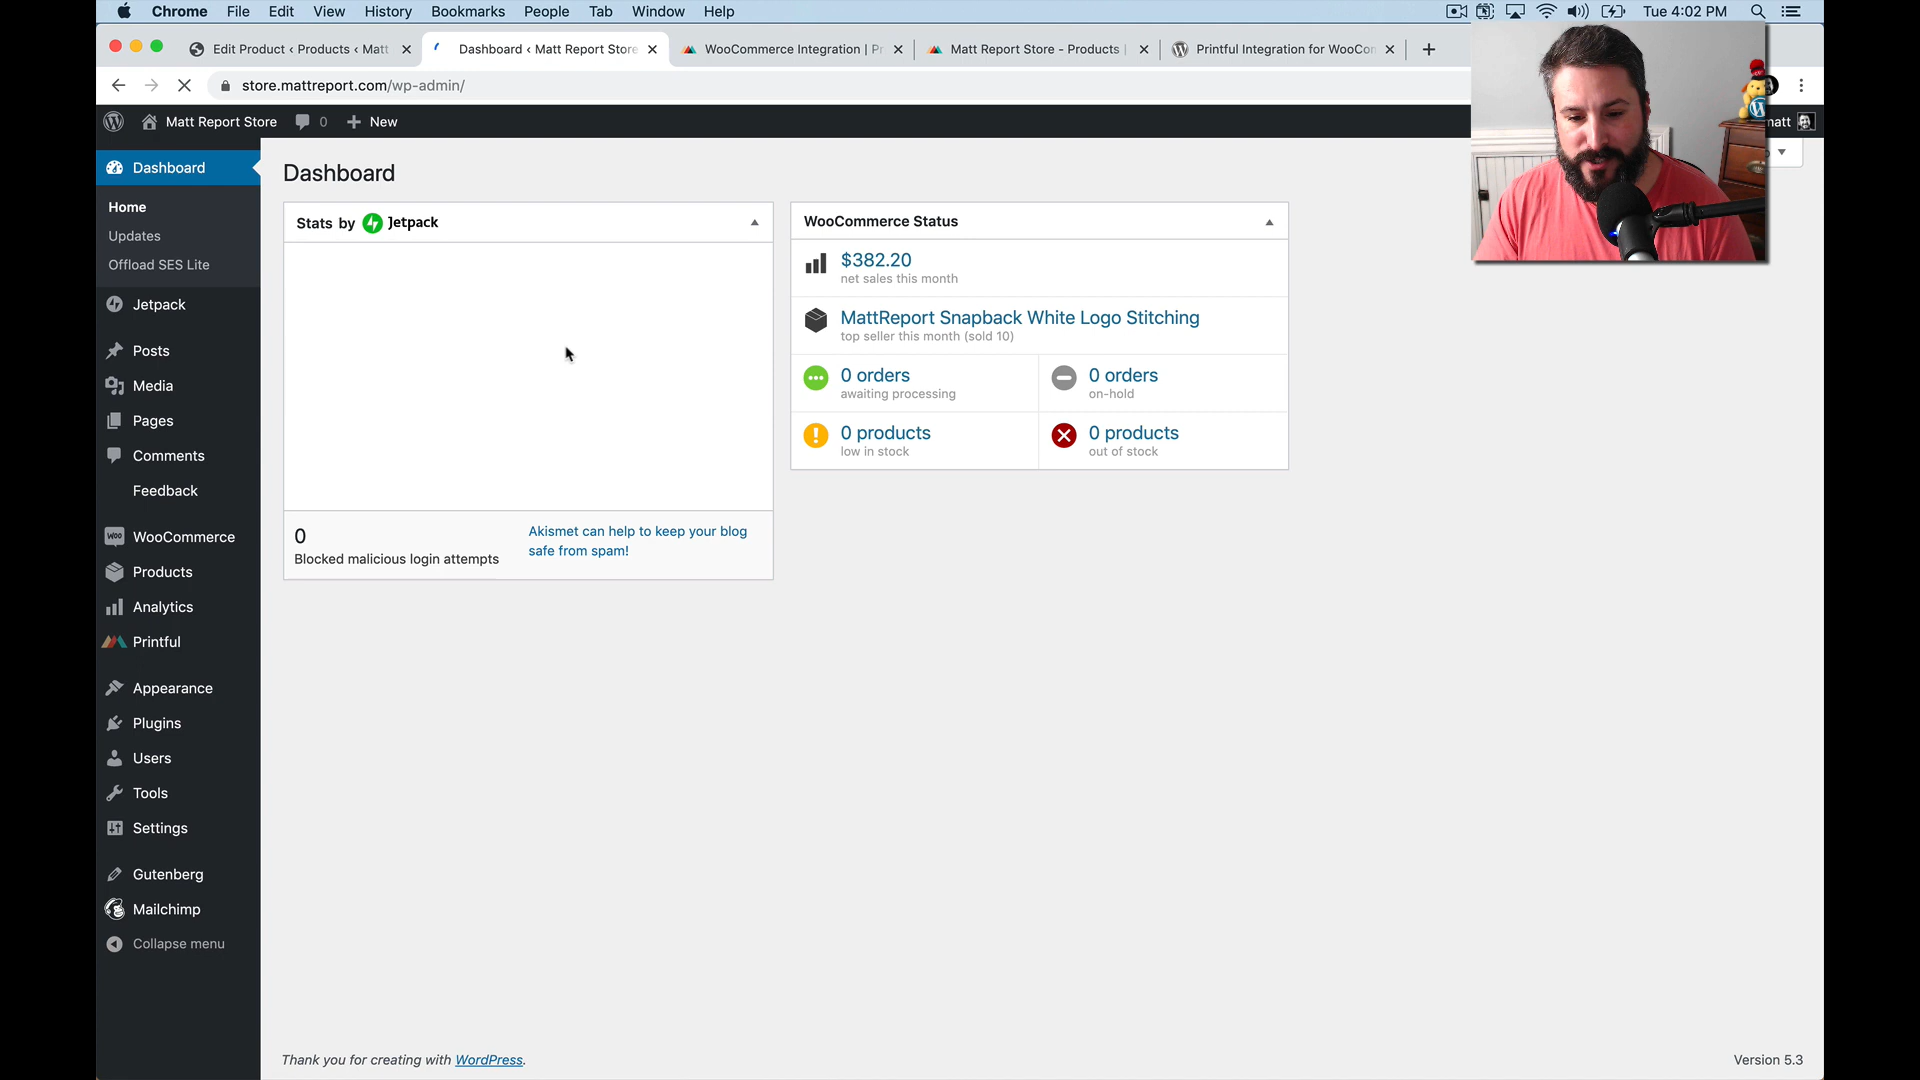 Chrome File Edit View History Bookmarks People Tab Window Help Tue 4:02 PM
Edit Product ‹ Products ‹ Matt
Dashboard ‹ Matt Report Store
WooCommerce Integration | Pr
Matt Report Store - Products |
Printful Integration for WooCon
store.mattreport.com/wp-admin/
Matt Report Store 0 New
matt
Dashboard
Home
Updates
Offload SES Lite
Jetpack
Posts
Media
Pages
Comments
Feedback
WooCommerce
Products
Analytics
Printful
Appearance
Plugins
Users
Tools
Settings
Gutenberg
Mailchimp
Collapse menu
Dashboard
Stats by Jetpack
0
Blocked malicious login attempts
Akismet can help to keep your blog
safe from spam!
WooCommerce Status
$382.20
net sales this month
MattReport Snapback White Logo Stitching
top seller this month (sold 10)
0 orders
awaiting processing
0 orders
on-hold
0 products
low in stock
0 products
out of stock
Thank you for creating with WordPress.
Version 5.3